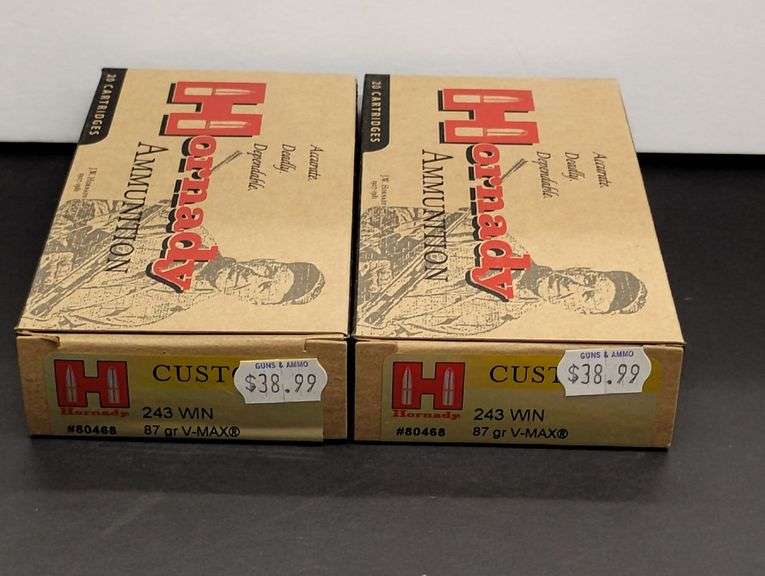 20 CARTRIDGES
Hornady
AMMUNITION
Accurate.
Deadly.
Dependable.
20 CARTRIDGES
Hornady
AMMUNITION
Accurate.
Deadly.
Dependable.
H
Hornady
CUSTO
GUNS & AMMO
$38.99
243 WIN
#80468 87 gr V-MAX®
H
Hornady
CUST
GUNS & AMMO
$38.99
243 WIN
#80468 87 gr V-MAX®